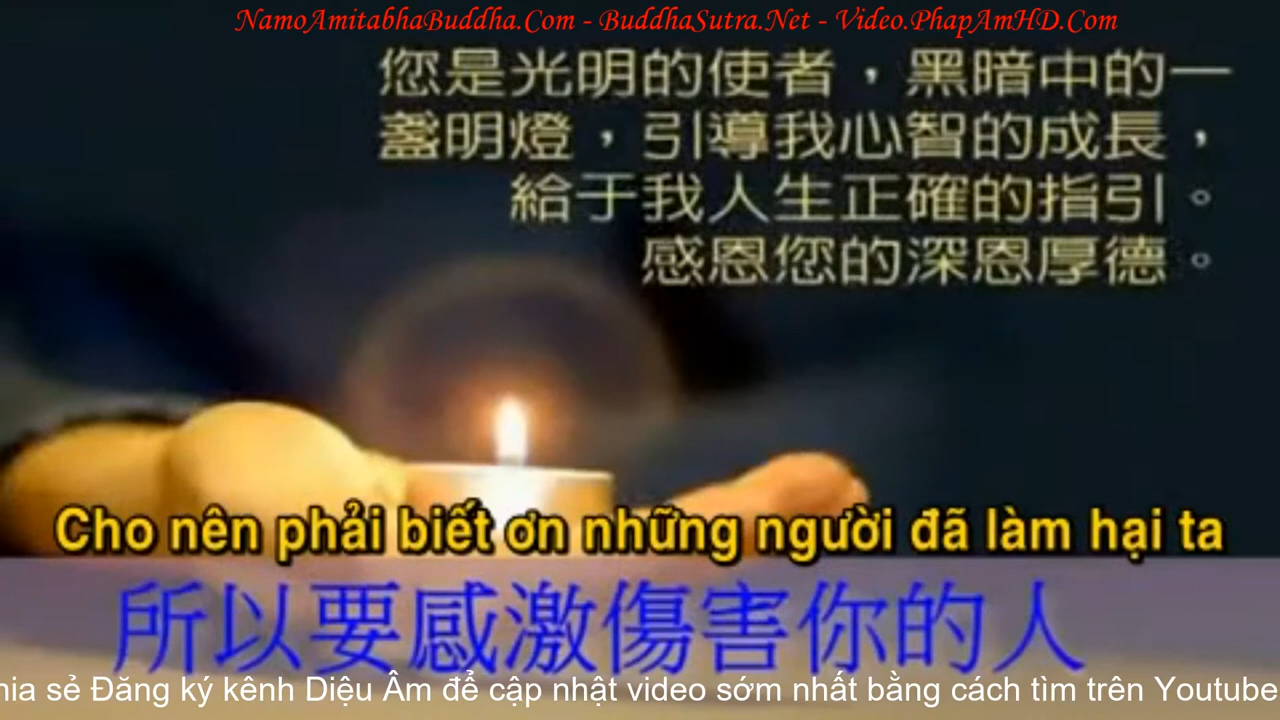 NamoAmitabhaBuddha.Com - BuddhaSutra.Net - Video.PhapAmHD.Com
您是光明的使者，黑暗中的一
盞明燈，引導我心智的成長，
給于我人生正確的指引。
感恩您的深恩厚德。
Cho nên phải biết ơn những người đã làm hại ta
所以要感激傷害你的人
sẻ Đăng ký kênh Diệu Âm để cập nhật video sớm nhất bằng cách tìm trên Youtube